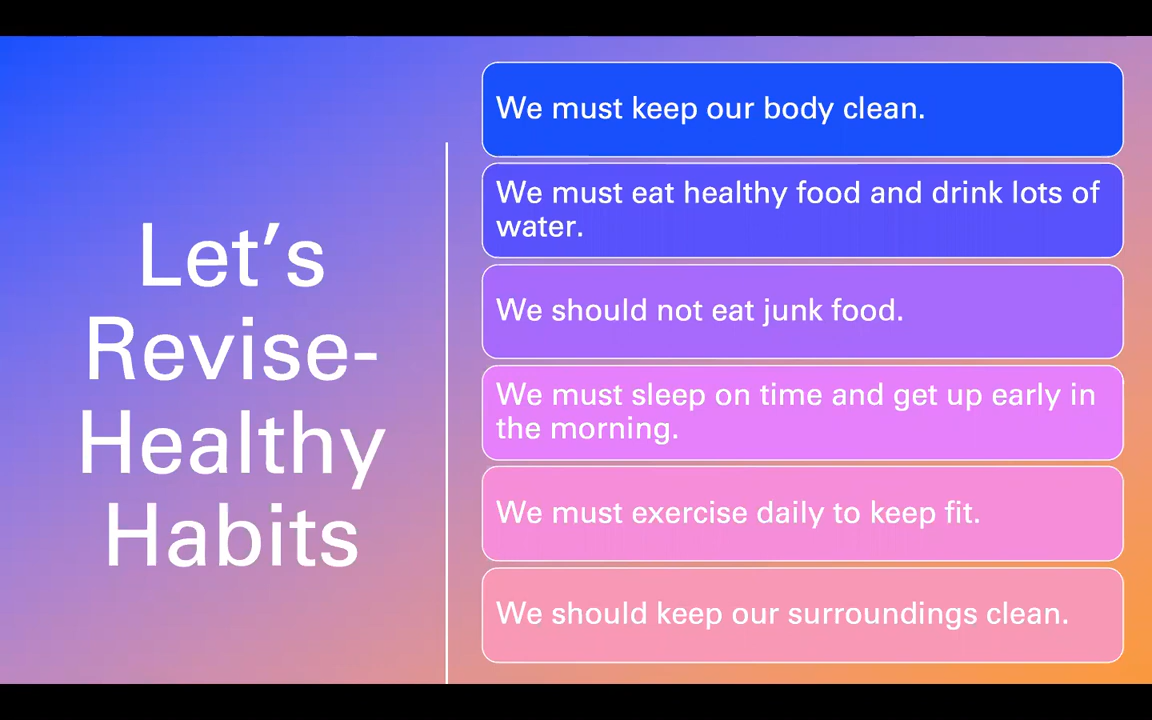 Let’s
Revise-
Healthy
Habits
We must keep our body clean.
We must eat healthy food and drink lots of
water.
We should not eat junk food.
We must sleep on time and get up early in
the morning.
We must exercise daily to keep fit.
We should keep our surroundings clean.